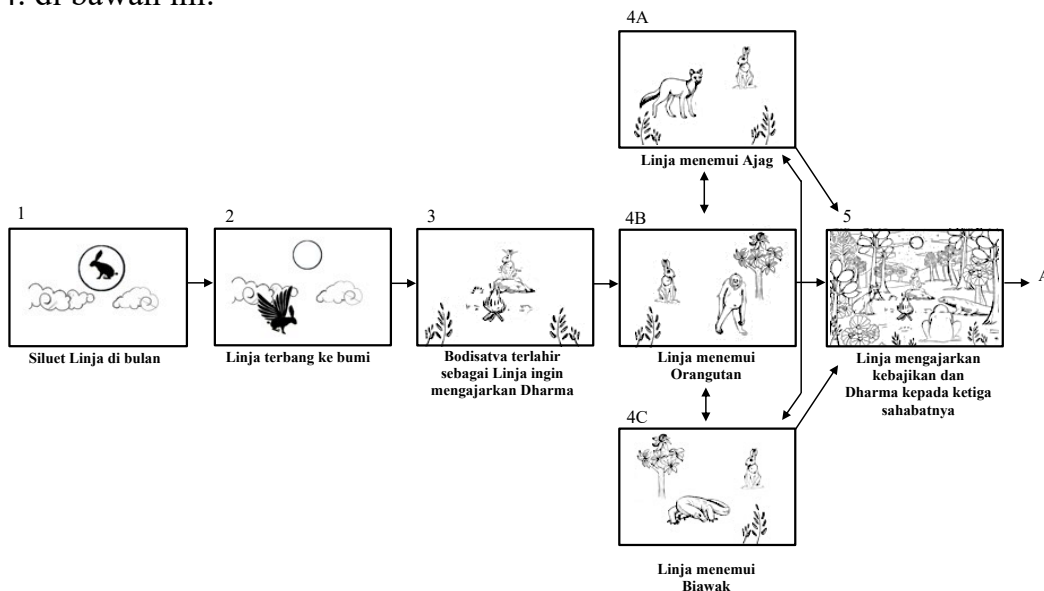 4. di bawah ini.
4A
Linja menemui Ajag
1
2
3
4B
5
A
Siluet Linja di bulan
Linja terbang ke bumi
Bodisatva terlahir
sebagai Linja ingin
mengajarkan Dharma
Linja menemui
Orangutan
Linja mengajarkan
kebajikan dan
Dharma kepada ketiga
sahabatnya
4C
Linja menemui
Biawak